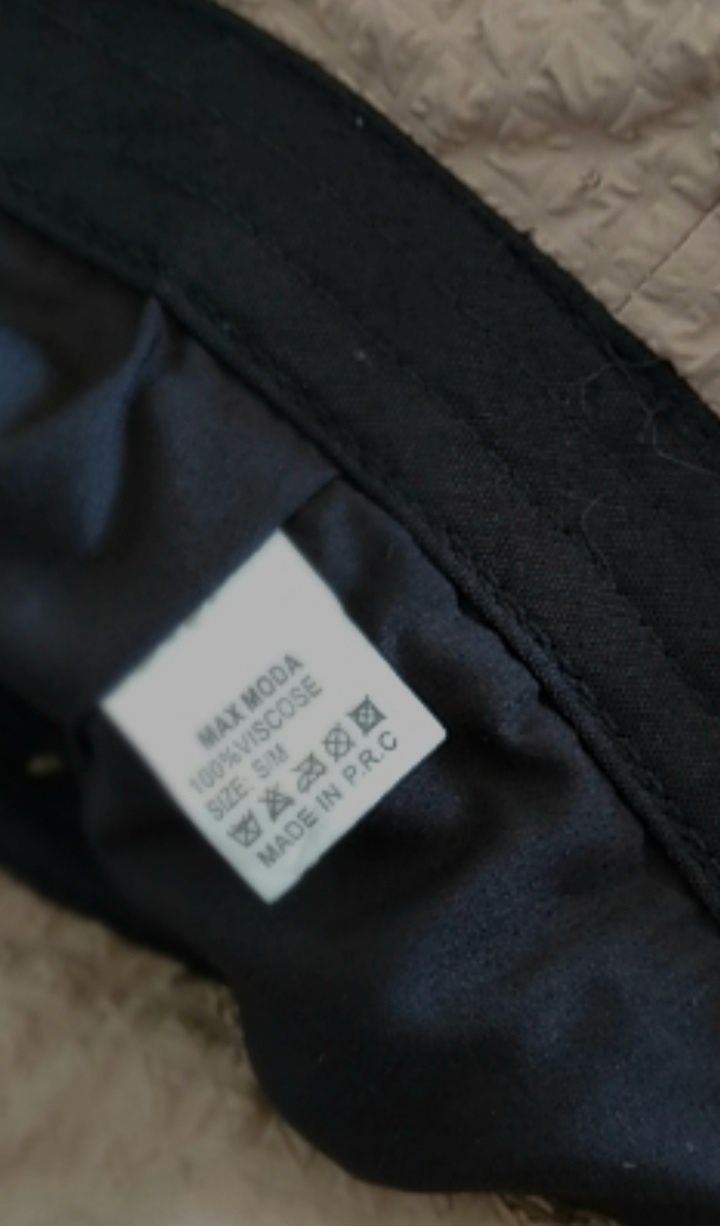 MAX MODA
100%VISCOSE
SIZE: S/M
MADE IN P.R.C